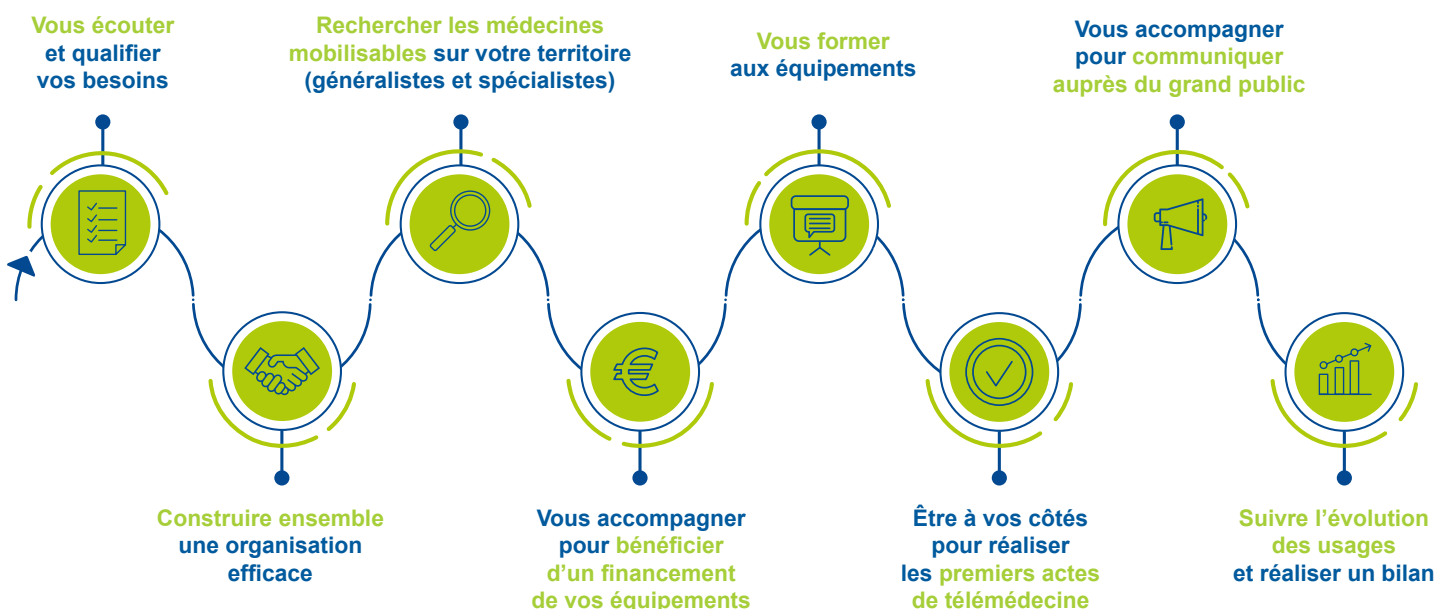 Vous écouter
et qualifier
vos besoins
Construire ensemble
une organisation
efficace
Rechercher les médecines
mobilisables sur votre territoire
(généralistes et spécialistes)
Vous accompagner
pour bénéficier
d’un financement
de vos équipements
Vous former
aux équipements
Être à vos côtés
pour réaliser
les premiers actes
de télémédecine
Vous accompagner
pour communiquer
auprès du grand public
Suivre l’évolution
des usages
et réaliser un bilan